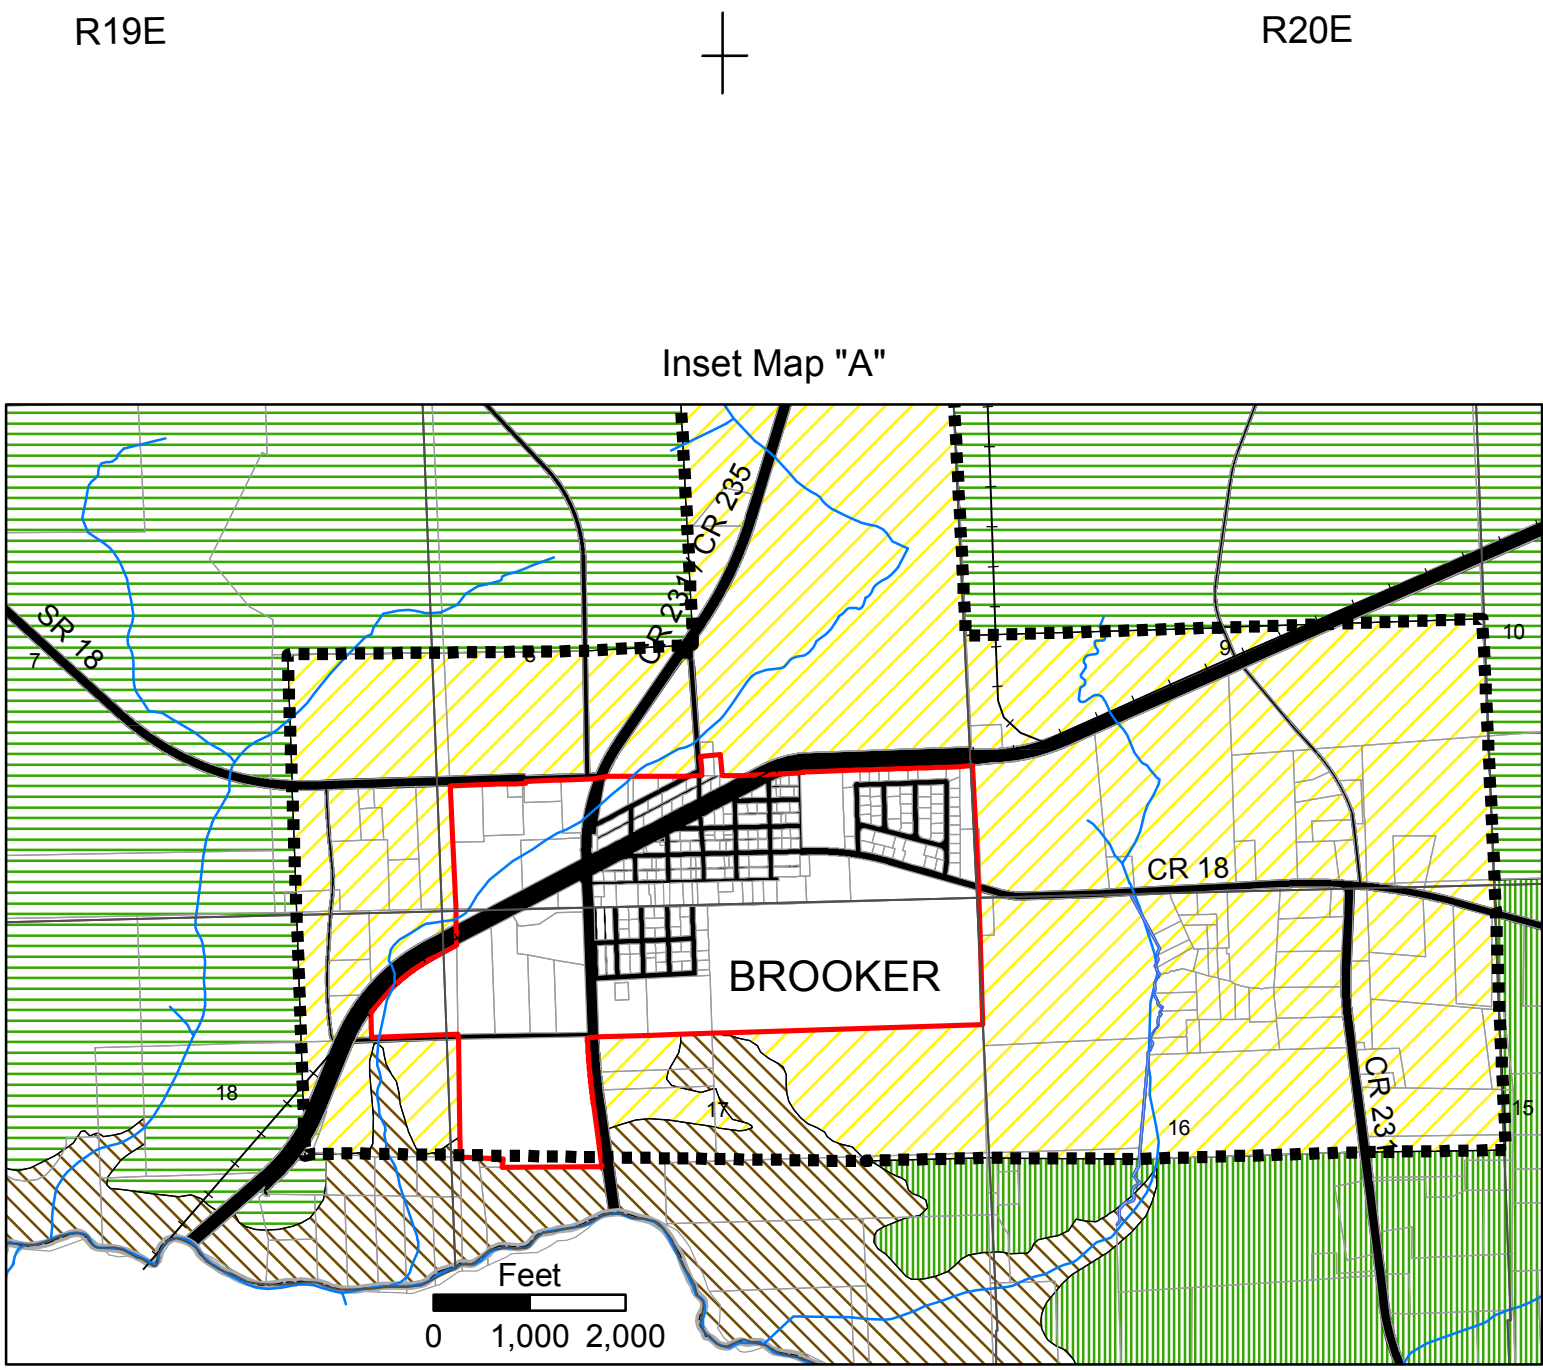 R19E
R20E
Inset Map "A"
CR 231 / CR 235
SR 18
7
8
9
10
CR 18
BROOKER
18
17
16
15
CR 231
Feet
0 1,000 2,000